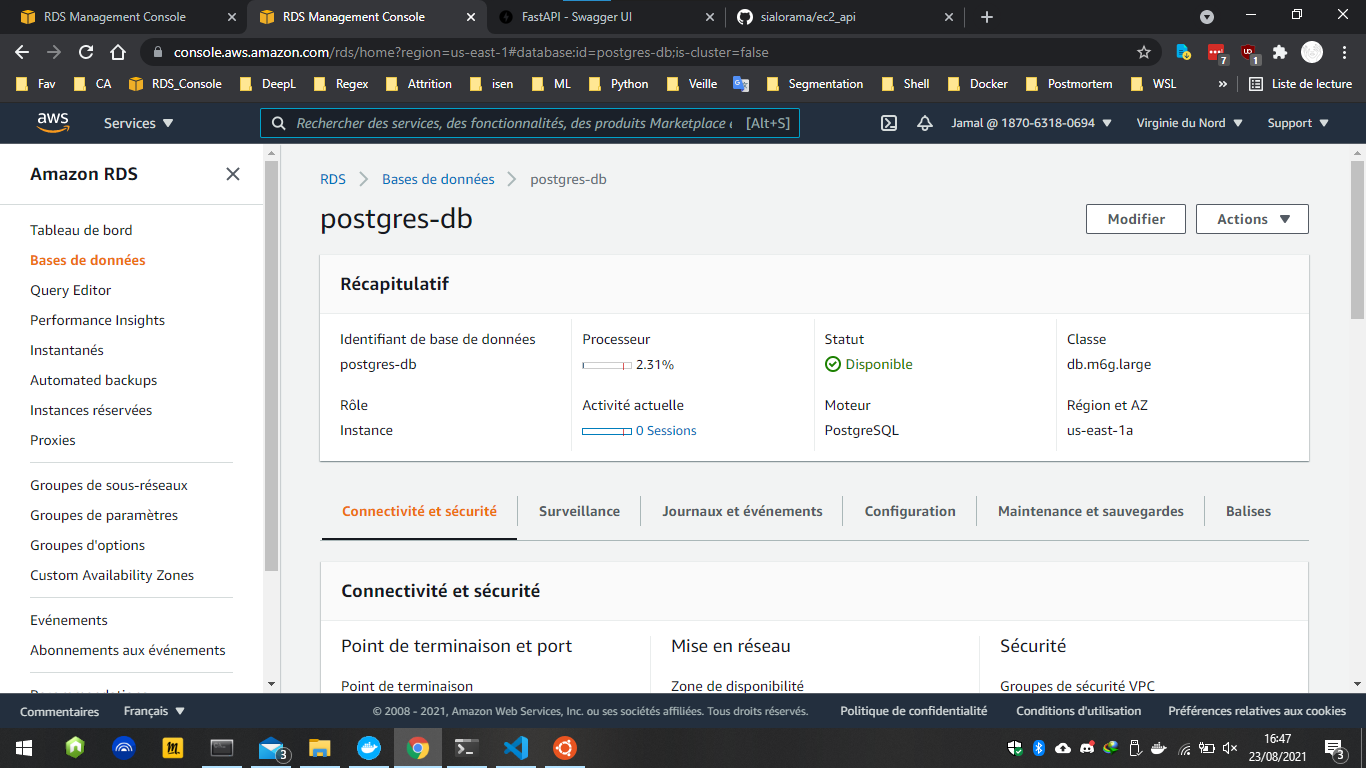 RDS Management Console
RDS Management Console
FastAPI - Swagger UI
sialorama/ec2_api
console.aws.amazon.com/rds/home?region=us-east-1#database:id=postgres-db;is-cluster=false
7
1
Fav
CA
RDS_Console
DeepL
Regex
Attrition
isen
ML
Python
Veille
Segmentation
Shell
Docker
Postmortem
WSL
»
Liste de lecture
aws
Services
Rechercher des services, des fonctionnalités, des produits Marketplace e
[Alt+S]
Jamal @ 1870-6318-0694
Virginie du Nord
Support
Amazon RDS
Tableau de bord
Bases de données
Query Editor
Performance Insights
Instantanés
Automated backups
Instances réservées
Proxies
Groupes de sous-réseaux
Groupes de paramètres
Groupes d'options
Custom Availability Zones
Evénements
Abonnements aux événements
RDS
Bases de données
postgres-db
postgres-db
Modifier
Actions
Récapitulatif
Identifiant de base de données
postgres-db
Processeur
2.31%
Statut
Disponible
Classe
db.m6g.large
Rôle
Instance
Activité actuelle
0 Sessions
Moteur
PostgreSQL
Région et AZ
us-east-1a
Connectivité et sécurité
Surveillance
Journaux et événements
Configuration
Maintenance et sauvegardes
Balises
Connectivité et sécurité
Point de terminaison et port
Point de terminaison
Mise en réseau
Zone de disponibilité
Sécurité
Groupes de sécurité VPC
Commentaires
Français
© 2008 - 2021, Amazon Web Services, Inc. ou ses sociétés affiliées. Tous droits réservés.
Politique de confidentialité
Conditions d'utilisation
Préférences relatives aux cookies
3
16:47
23/08/2021
3